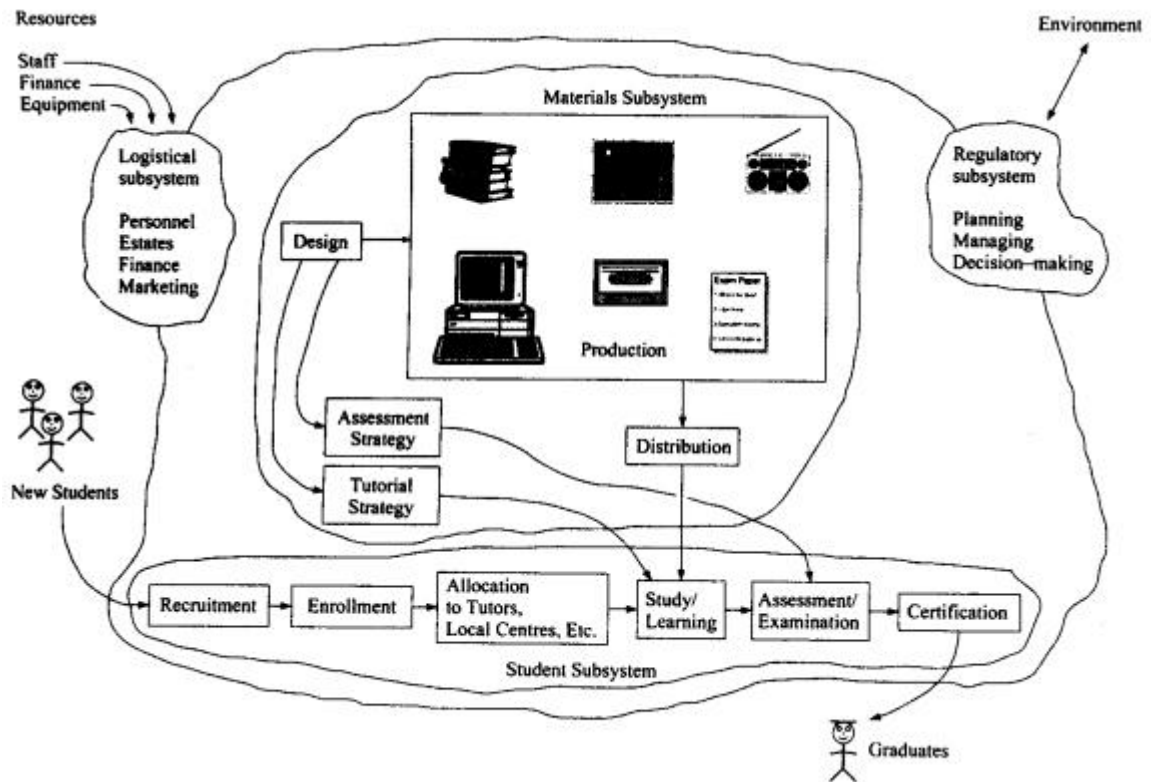 Resources
Staff
Finance
Equipment
Environment
Logistical
subsystem
Personnel
Estates
Finance
Marketing
Materials Subsystem
Regulatory
subsystem
Planning
Managing
Decision-making
Design
Exam Paper
Production
Assessment
Strategy
Distribution
Tutorial
Strategy
New Students
Recruitment
Enrollment
Allocation
to Tutors,
Local Centres, Etc.
Study/
Learning
Assessment/
Examination
Certification
Student Subsystem
Graduates